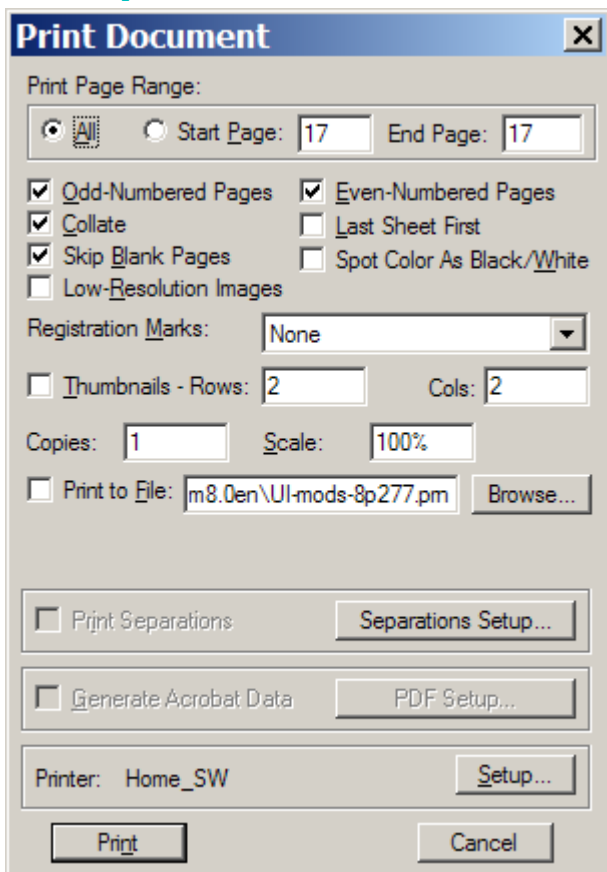 Print Document
Print Page Range:
All Start Page: 17 End Page: 17
Odd-Numbered Pages Even-Numbered Pages
Collate Last Sheet First
Skip Blank Pages Spot Color As Black/White
Low-Resolution Images
Registration Marks: None
Thumbnails - Rows: 2 Cols: 2
Copies: 1 Scale: 100%
Print to File: m8.0en\UI-mods-8p277.prn Browse...
Print Separations Separations Setup...
Generate Acrobat Data PDF Setup...
Printer: Home_SW Setup...
Print Cancel